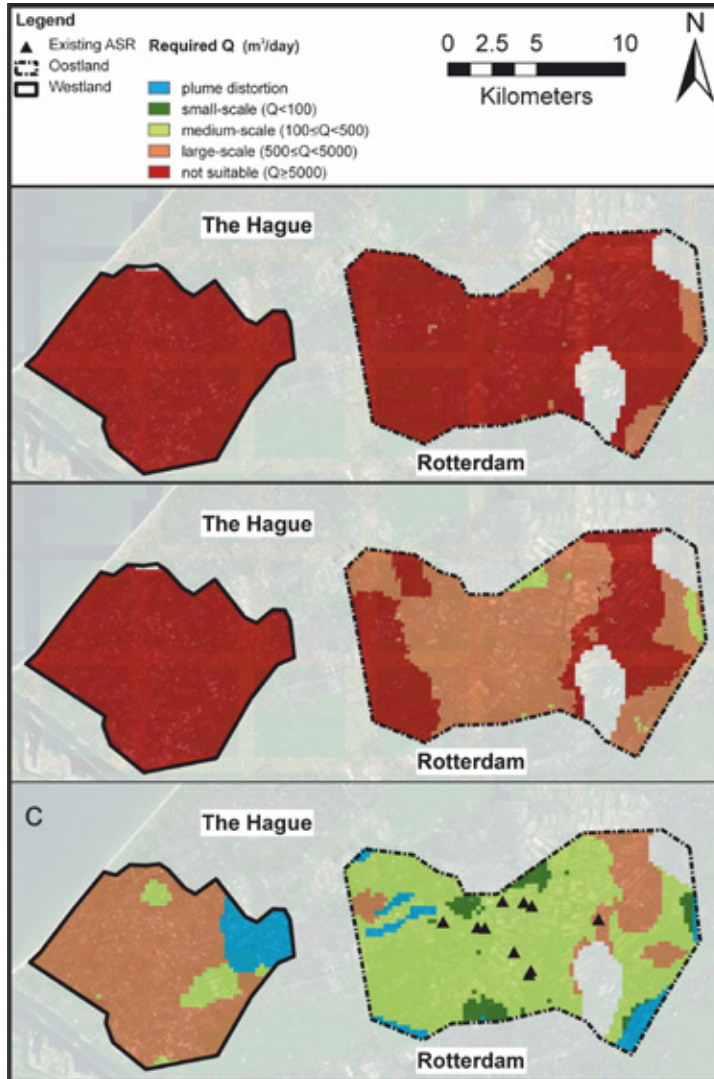 Legend
Existing ASR
Oostland
Westland
Required Q (m³/day)
plume distortion
small-scale (Q<100)
medium-scale (100≤Q<500)
large-scale (500≤Q<5000)
not suitable (Q≥5000)
0 2.5 5 10
Kilometers
N
The Hague
Rotterdam
The Hague
Rotterdam
C
The Hague
Rotterdam